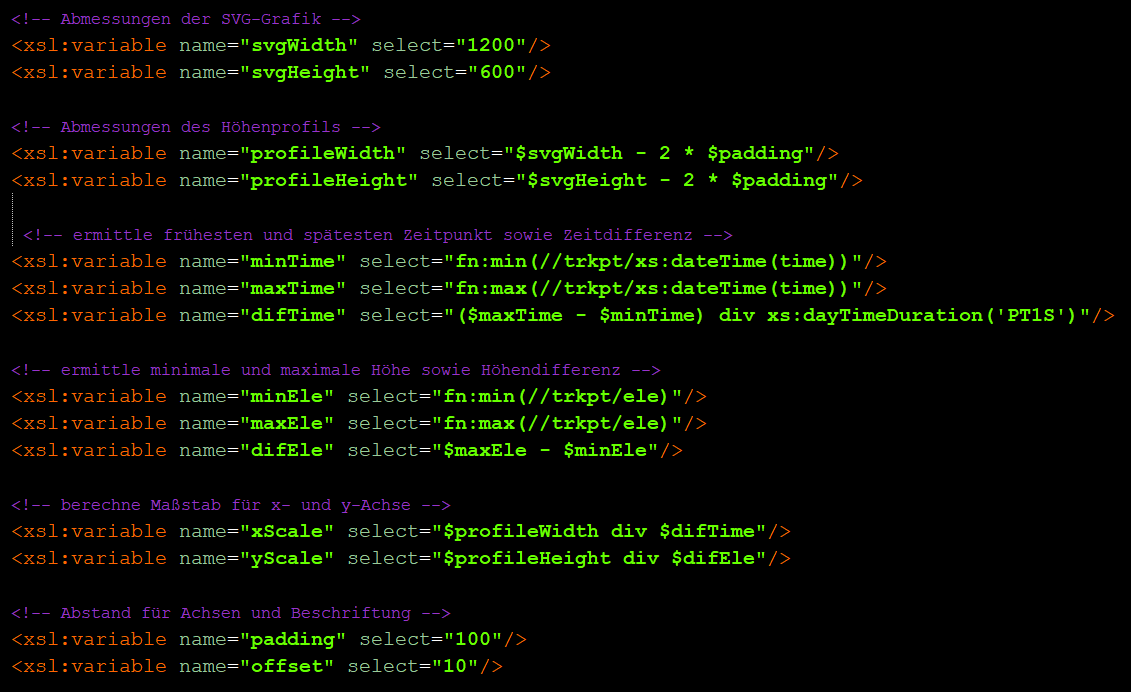 <!-- Abmessungen der SVG-Grafik -->
<xsl:variable name="svgWidth" select="1200"/>
<xsl:variable name="svgHeight" select="600"/>
<!-- Abmessungen des Höhenprofils -->
<xsl:variable name="profileWidth" select="$svgWidth - 2 * $padding"/>
<xsl:variable name="profileHeight" select="$svgHeight - 2 * $padding"/>
<!-- ermittle frühesten und spätesten Zeitpunkt sowie Zeitdifferenz -->
<xsl:variable name="minTime" select="fn:min(//trkpt/xs:dateTime(time))"/>
<xsl:variable name="maxTime" select="fn:max(//trkpt/xs:dateTime(time))"/>
<xsl:variable name="difTime" select="($maxTime - $minTime) div xs:dayTimeDuration('PT1S')"/>
<!-- ermittle minimale und maximale Höhe sowie Höhendifferenz -->
<xsl:variable name="minEle" select="fn:min(//trkpt/ele)"/>
<xsl:variable name="maxEle" select="fn:max(//trkpt/ele)"/>
<xsl:variable name="difEle" select="$maxEle - $minEle"/>
<!-- berechne Maßstab für x- und y-Achse -->
<xsl:variable name="xScale" select="$profileWidth div $difTime"/>
<xsl:variable name="yScale" select="$profileHeight div $difEle"/>
<!-- Abstand für Achsen und Beschriftung -->
<xsl:variable name="padding" select="100"/>
<xsl:variable name="offset" select="10"/>